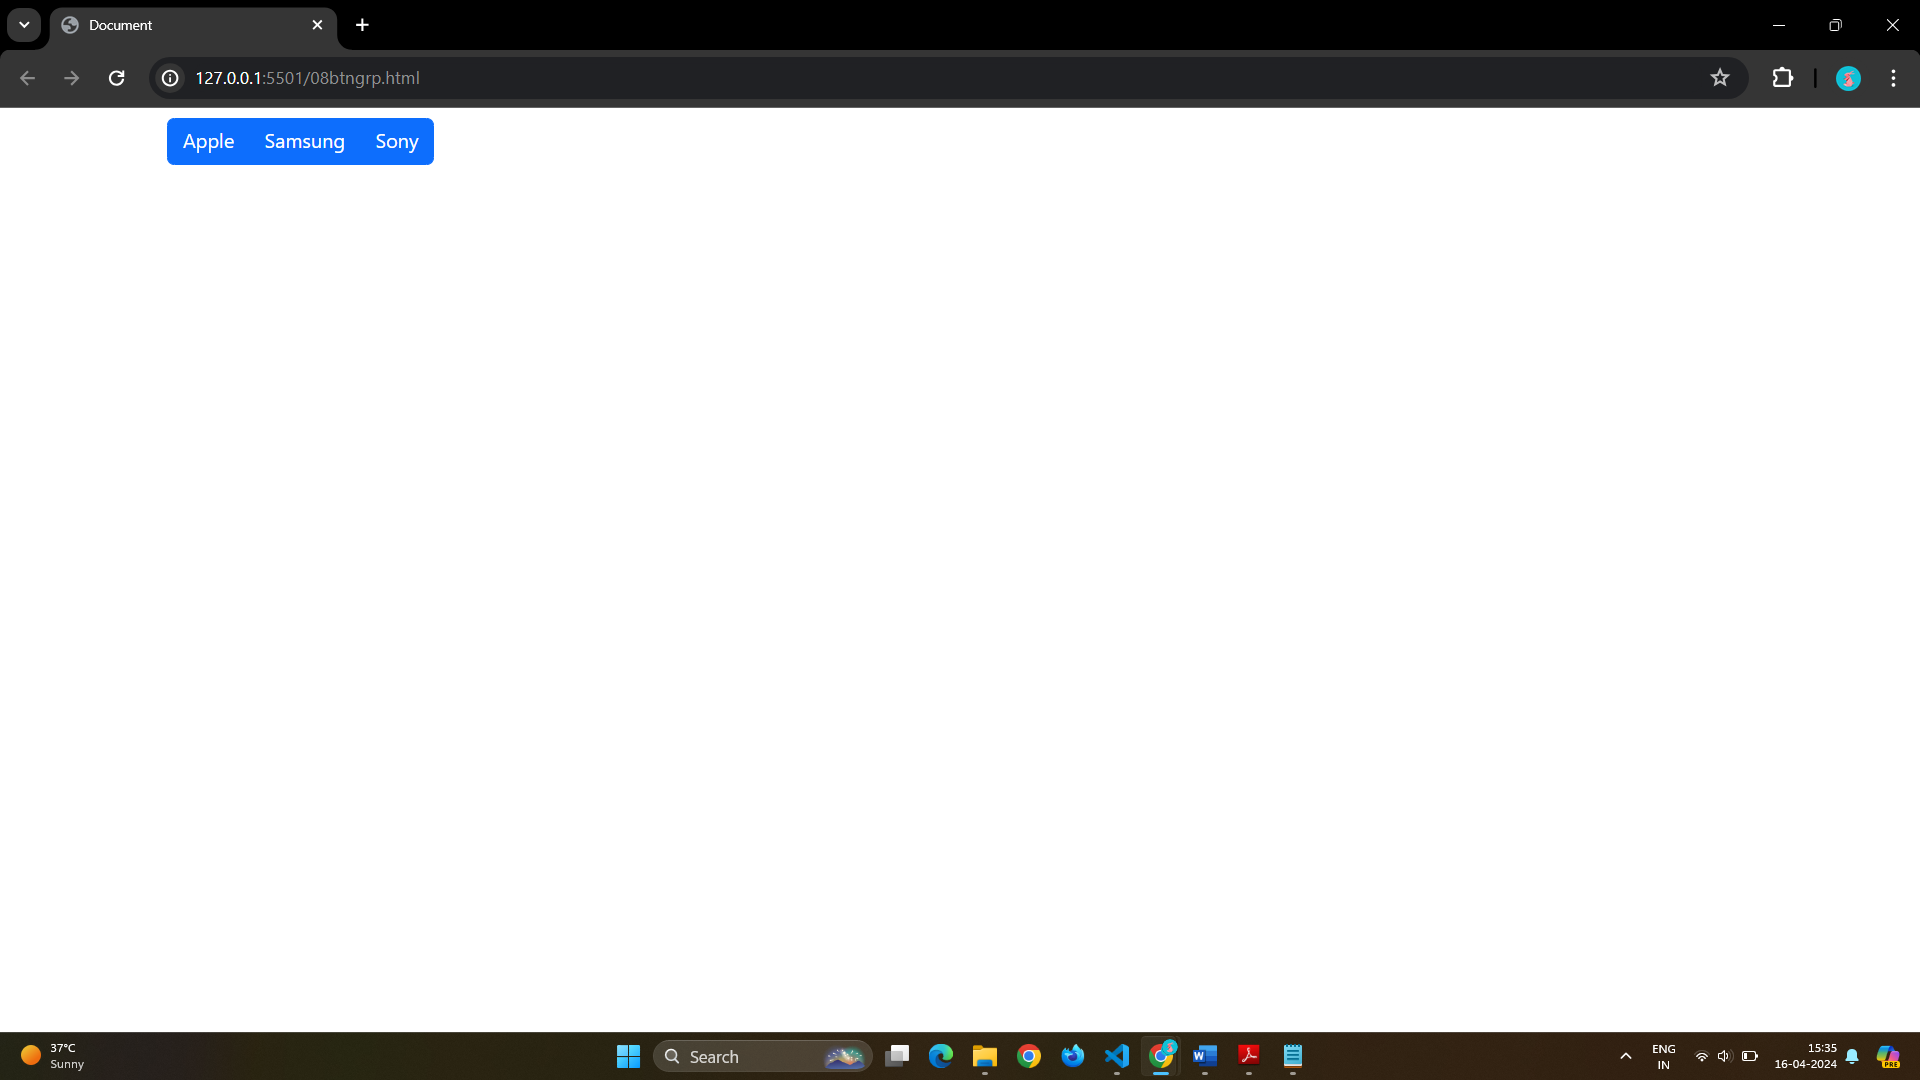 Document
127.0.0.1:5501/08btngrp.html
Apple Samsung Sony
37°C
Sunny
Search
W
ENG
IN
15:35
16-04-2024
PRE